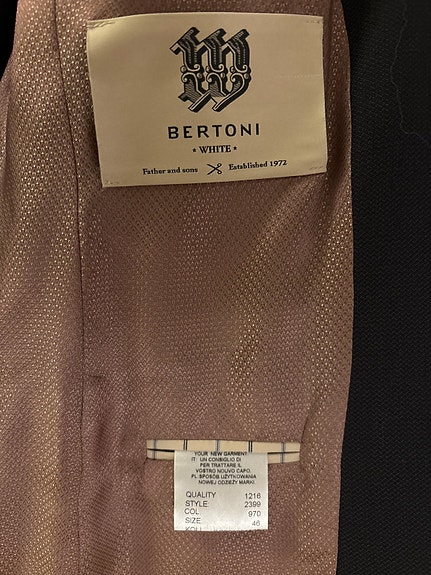 W
BERTONI
* WHITE *
Father and sons Established 1972
YOUR NEW GARMENT
IT: UN CONSIGLIO DI
PER TRATTARE IL
VOSTRO NUOVO CAPO.
PL:SPOSÓB UŻYTKOWANIA
NOWEJ ODZIEŻY MARKI.
QUALITY 1216
STYLE 2399
COL. 970
SIZE 46